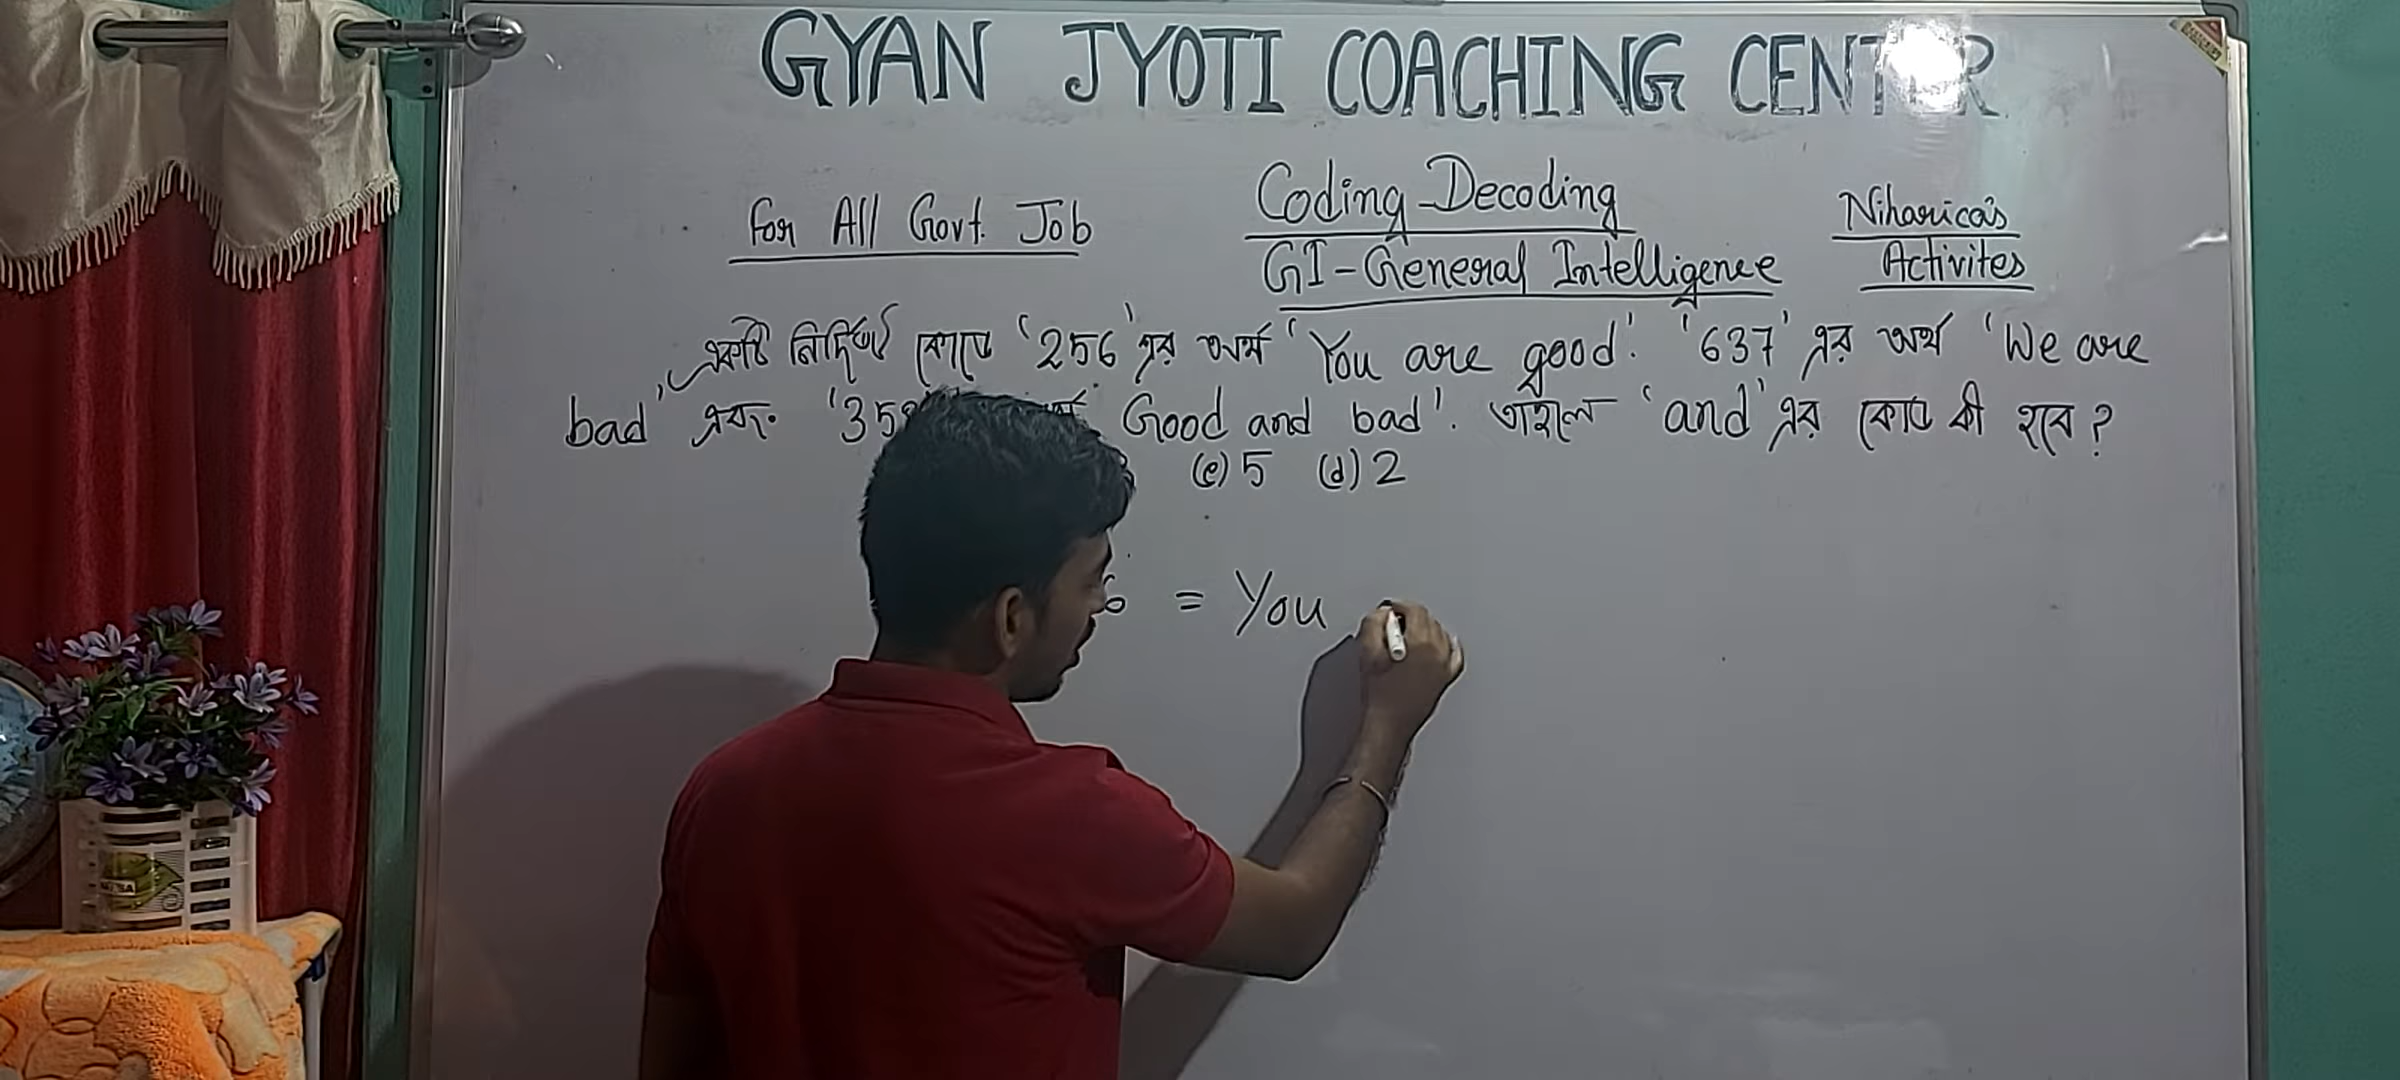 GYAN JYOTI COACHING CENTER
For All Govt. Job
Coding-Decoding
GI-General Intelligence
Niharica's
Activites
একটি নির্দিষ্ট কোডে '256' এর অর্থ 'You are good'. '637' এর অর্থ 'We are
bad' এবং '35 Good and bad'. তাহলে 'and' এর কোড কী হবে?
(c) 5 (d) 2
6 = You